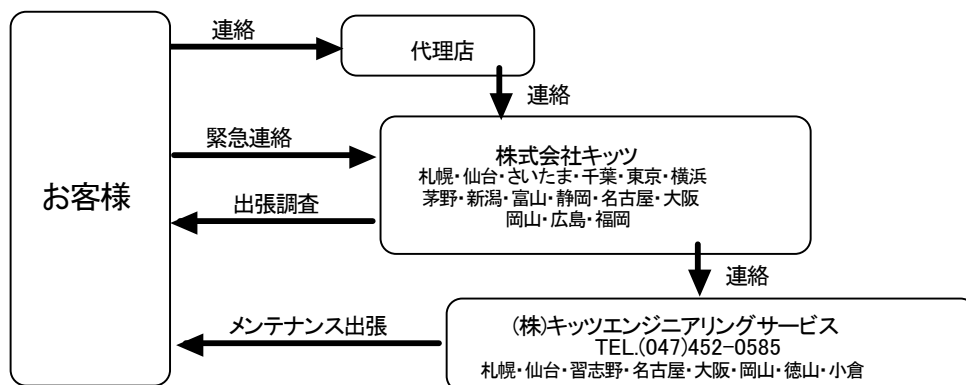 連絡
代理店
連絡
緊急連絡
株式会社キッツ
札幌・仙台・さいたま・千葉・東京・横浜
茅野・新潟・富山・静岡・名古屋・大阪
岡山・広島・福岡
お客様
出張調査
連絡
メンテナンス出張
(株)キッツエンジニアリングサービス
TEL.(047)452-0585
札幌・仙台・習志野・名古屋・大阪・岡山・徳山・小倉